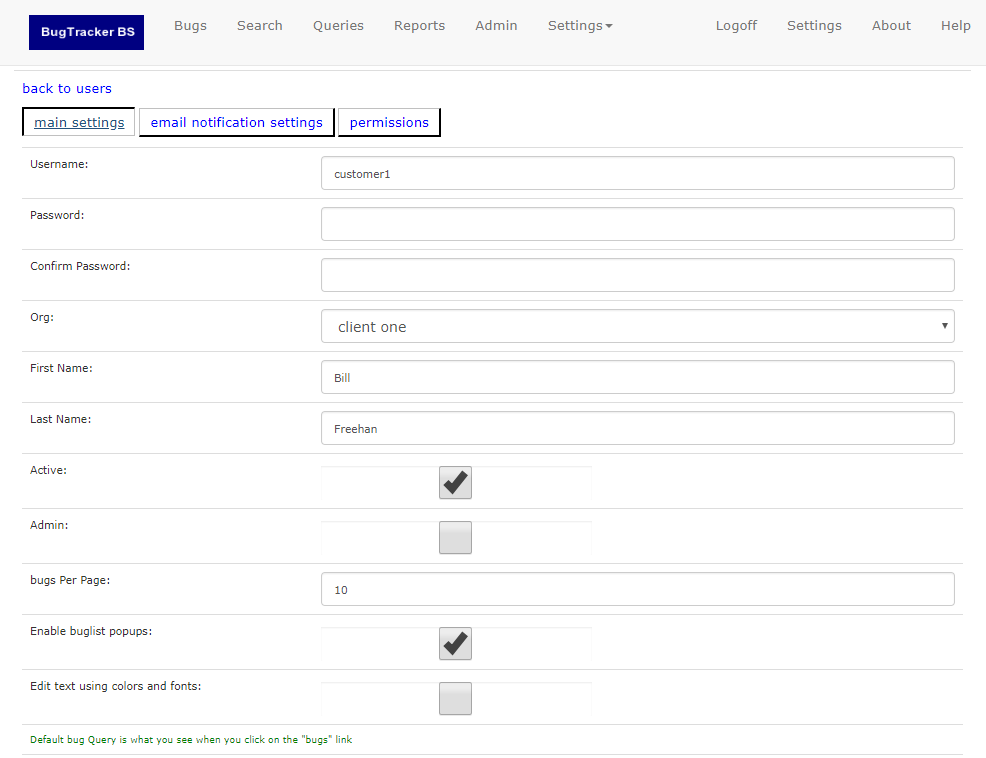 BugTracker BS Bugs Search Queries Reports Admin Settings Logoff Settings About Help
back to users
main settings email notification settings permissions
Username: customer1
Password:
Confirm Password:
Org: client one
First Name: Bill
Last Name: Freehan
Active:
Admin:
bugs Per Page: 10
Enable buglist popups:
Edit text using colors and fonts:
Default bug Query is what you see when you click on the "bugs" link